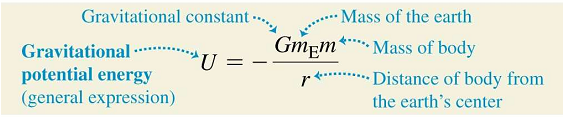 Gravitational constant
Mass of the earth
Gravitational
potential energy
(general expression)
U = − Gm_E m / r
Mass of body
Distance of body from
the earth's center